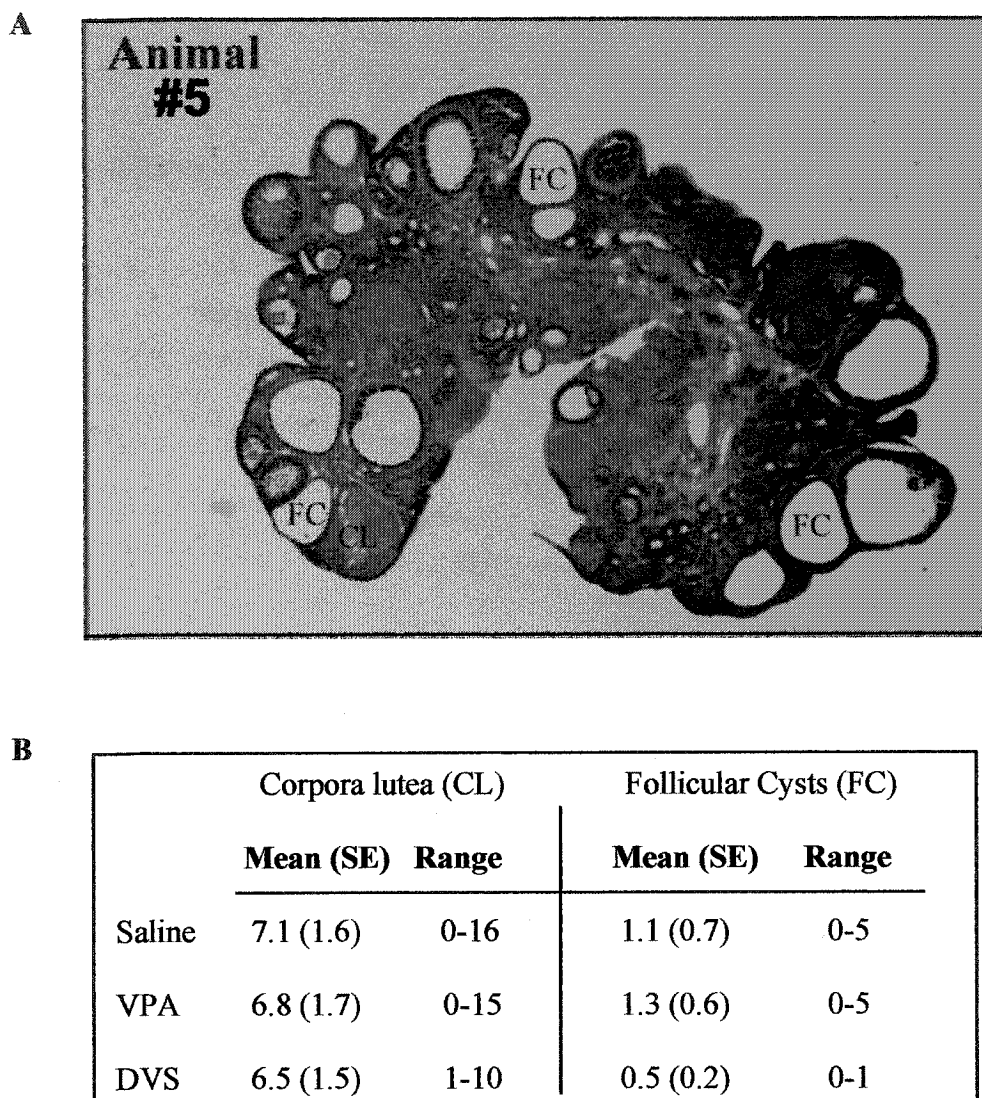 A
Animal
#5
FC
FC
CL
FC
B
Corpora lutea (CL) Follicular Cysts (FC)
Mean (SE) Range Mean (SE) Range
Saline 7.1 (1.6) 0-16 1.1 (0.7) 0-5
VPA 6.8 (1.7) 0-15 1.3 (0.6) 0-5
DVS 6.5 (1.5) 1-10 0.5 (0.2) 0-1